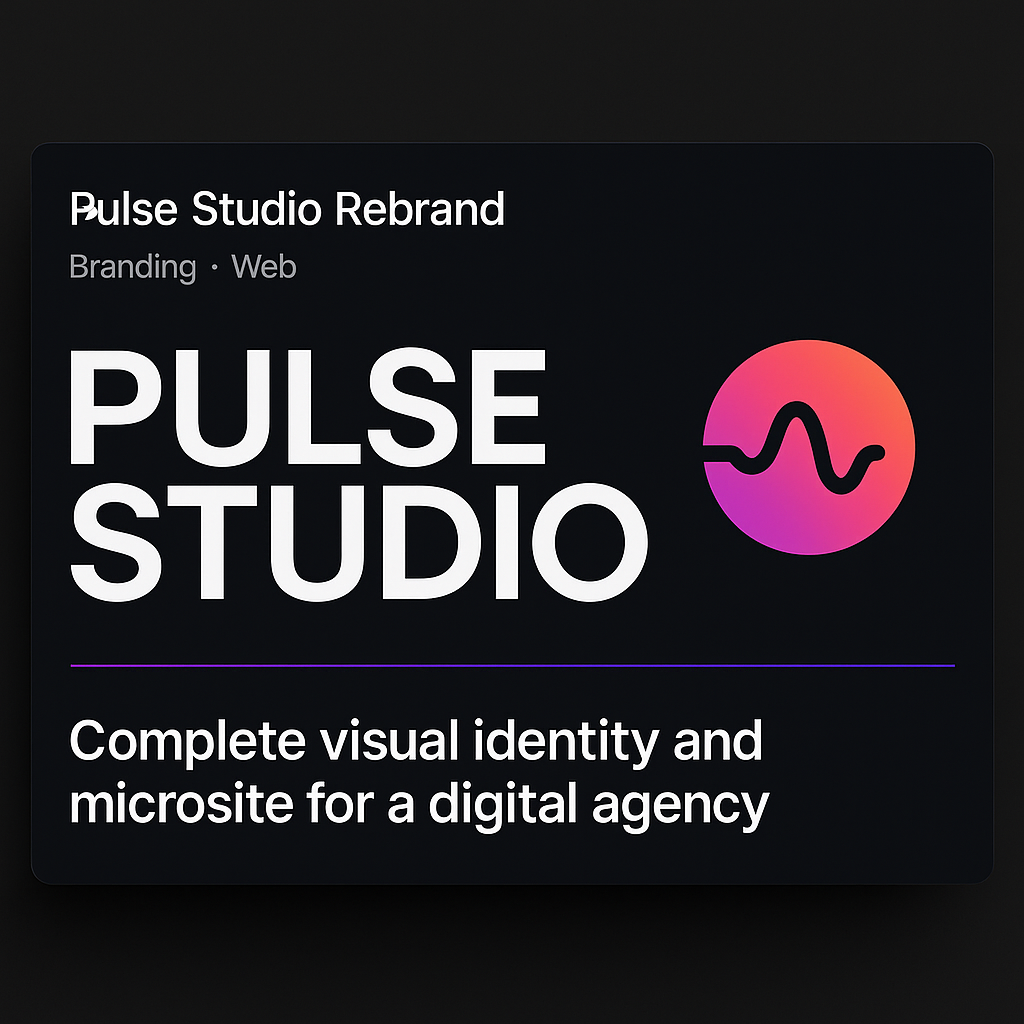 Pulse Studio Rebrand
Branding · Web
PULSE
STUDIO
Complete visual identity and
microsite for a digital agency